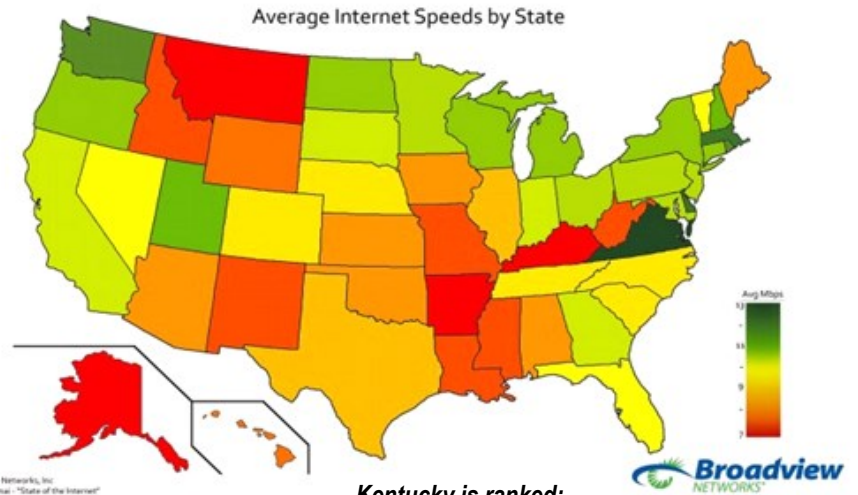 Average Internet Speeds by State
Avg Mbps
13
11
9
7
Networks, Inc
"State of the Internet"
Broadview
NETWORKS
Kentucky is ranked: